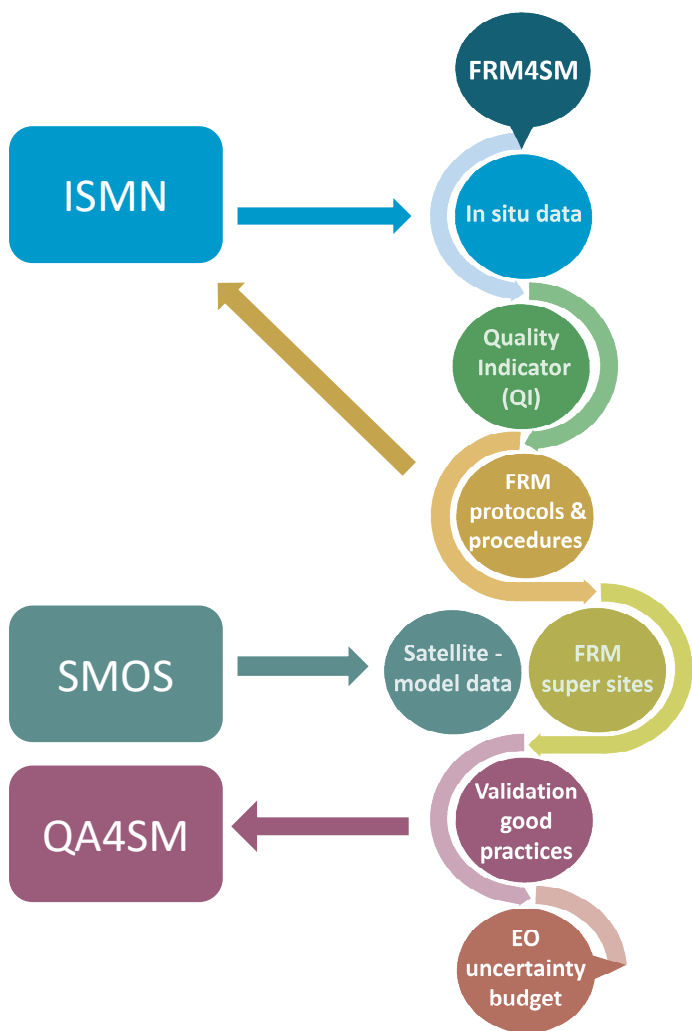 FRM4SM
ISMN
In situ data
Quality
Indicator
(QI)
FRM
protocols &
procedures
SMOS
Satellite -
model data
FRM
super sites
QA4SM
Validation
good
practices
EO
uncertainty
budget